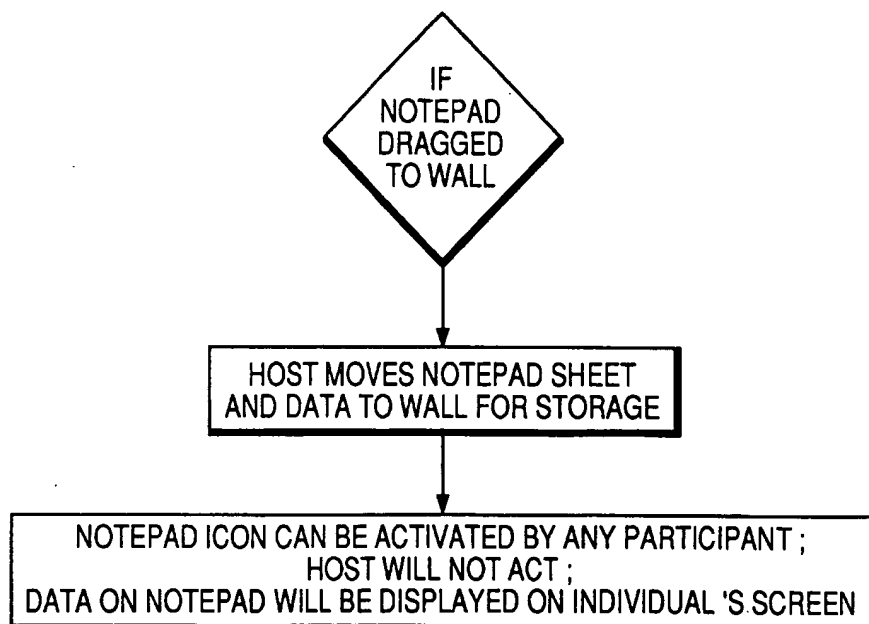 IF
NOTEPAD
DRAGGED
TO WALL
HOST MOVES NOTEPAD SHEET
AND DATA TO WALL FOR STORAGE
NOTEPAD ICON CAN BE ACTIVATED BY ANY PARTICIPANT ;
HOST WILL NOT ACT ;
DATA ON NOTEPAD WILL BE DISPLAYED ON INDIVIDUAL 'S.SCREEN